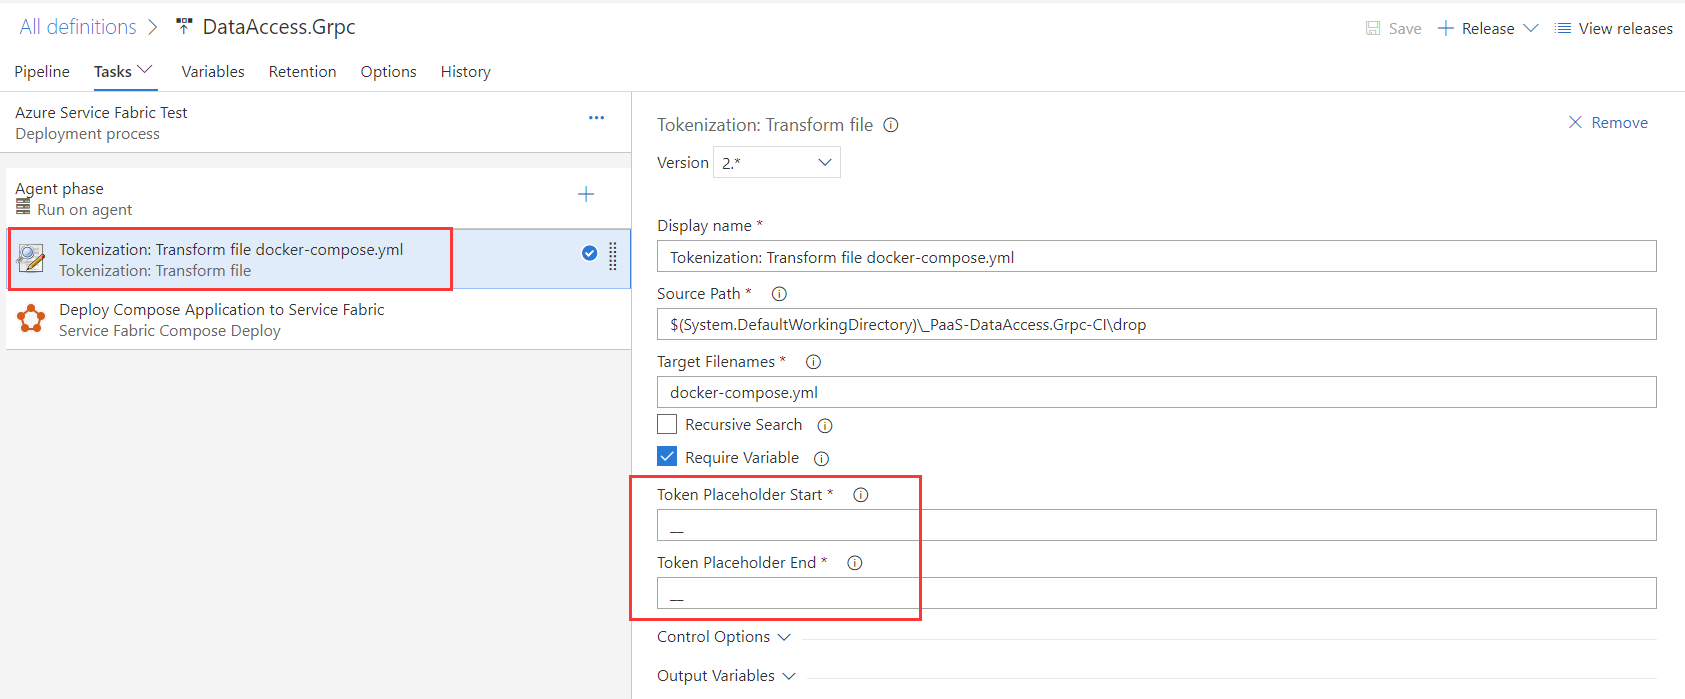 All definitions > DataAccess.Grpc
Save + Release View releases
Pipeline Tasks Variables Retention Options History
Azure Service Fabric Test
Deployment process
...
Agent phase
Run on agent
Tokenization: Transform file docker-compose.yml
Tokenization: Transform file
Deploy Compose Application to Service Fabric
Service Fabric Compose Deploy
Tokenization: Transform file
Remove
Version 2.*
Display name *
Tokenization: Transform file docker-compose.yml
Source Path *
$(System.DefaultWorkingDirectory)\_PaaS-DataAccess.Grpc-CI\drop
Target Filenames *
docker-compose.yml
Recursive Search
Require Variable
Token Placeholder Start *
__
Token Placeholder End *
__
Control Options
Output Variables